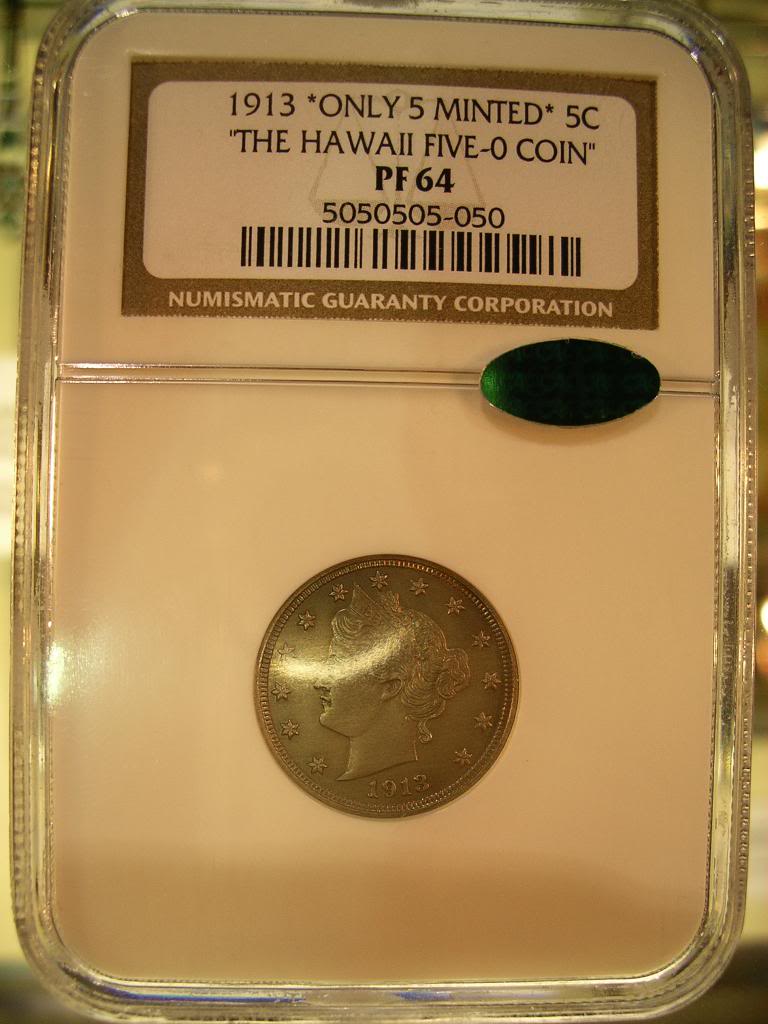 1913 *ONLY 5 MINTED* 5C
"THE HAWAII FIVE-0 COIN"
PF 64
5050505-050
NUMISMATIC GUARANTY CORPORATION
1913